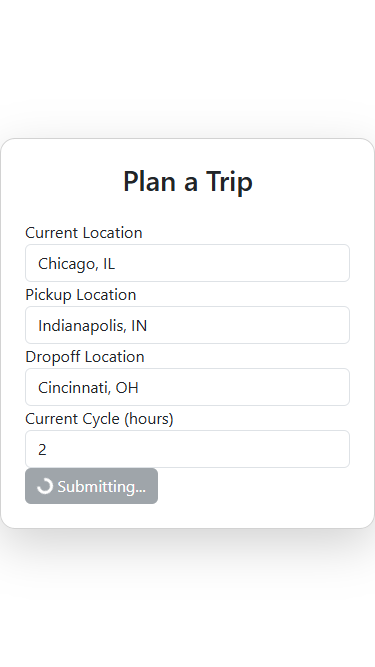 Plan a Trip
Current Location
Chicago, IL
Pickup Location
Indianapolis, IN
Dropoff Location
Cincinnati, OH
Current Cycle (hours)
2
Submitting...